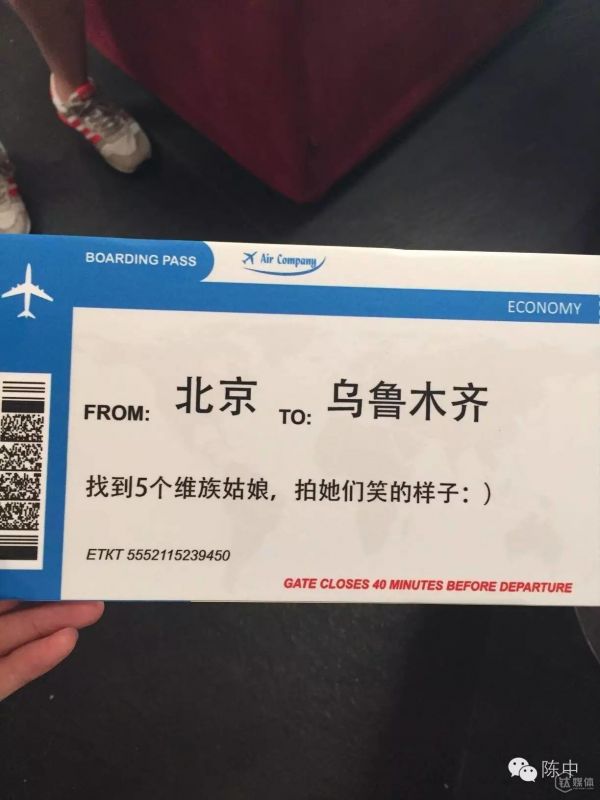 BOARDING PASS
Air Company
ECONOMY
FROM: 北京 TO: 乌鲁木齐
找到5个维族姑娘，拍她们笑的样子：）
ETKT 5552115239450
GATE CLOSES 40 MINUTES BEFORE DEPARTURE
陈中
钛媒体